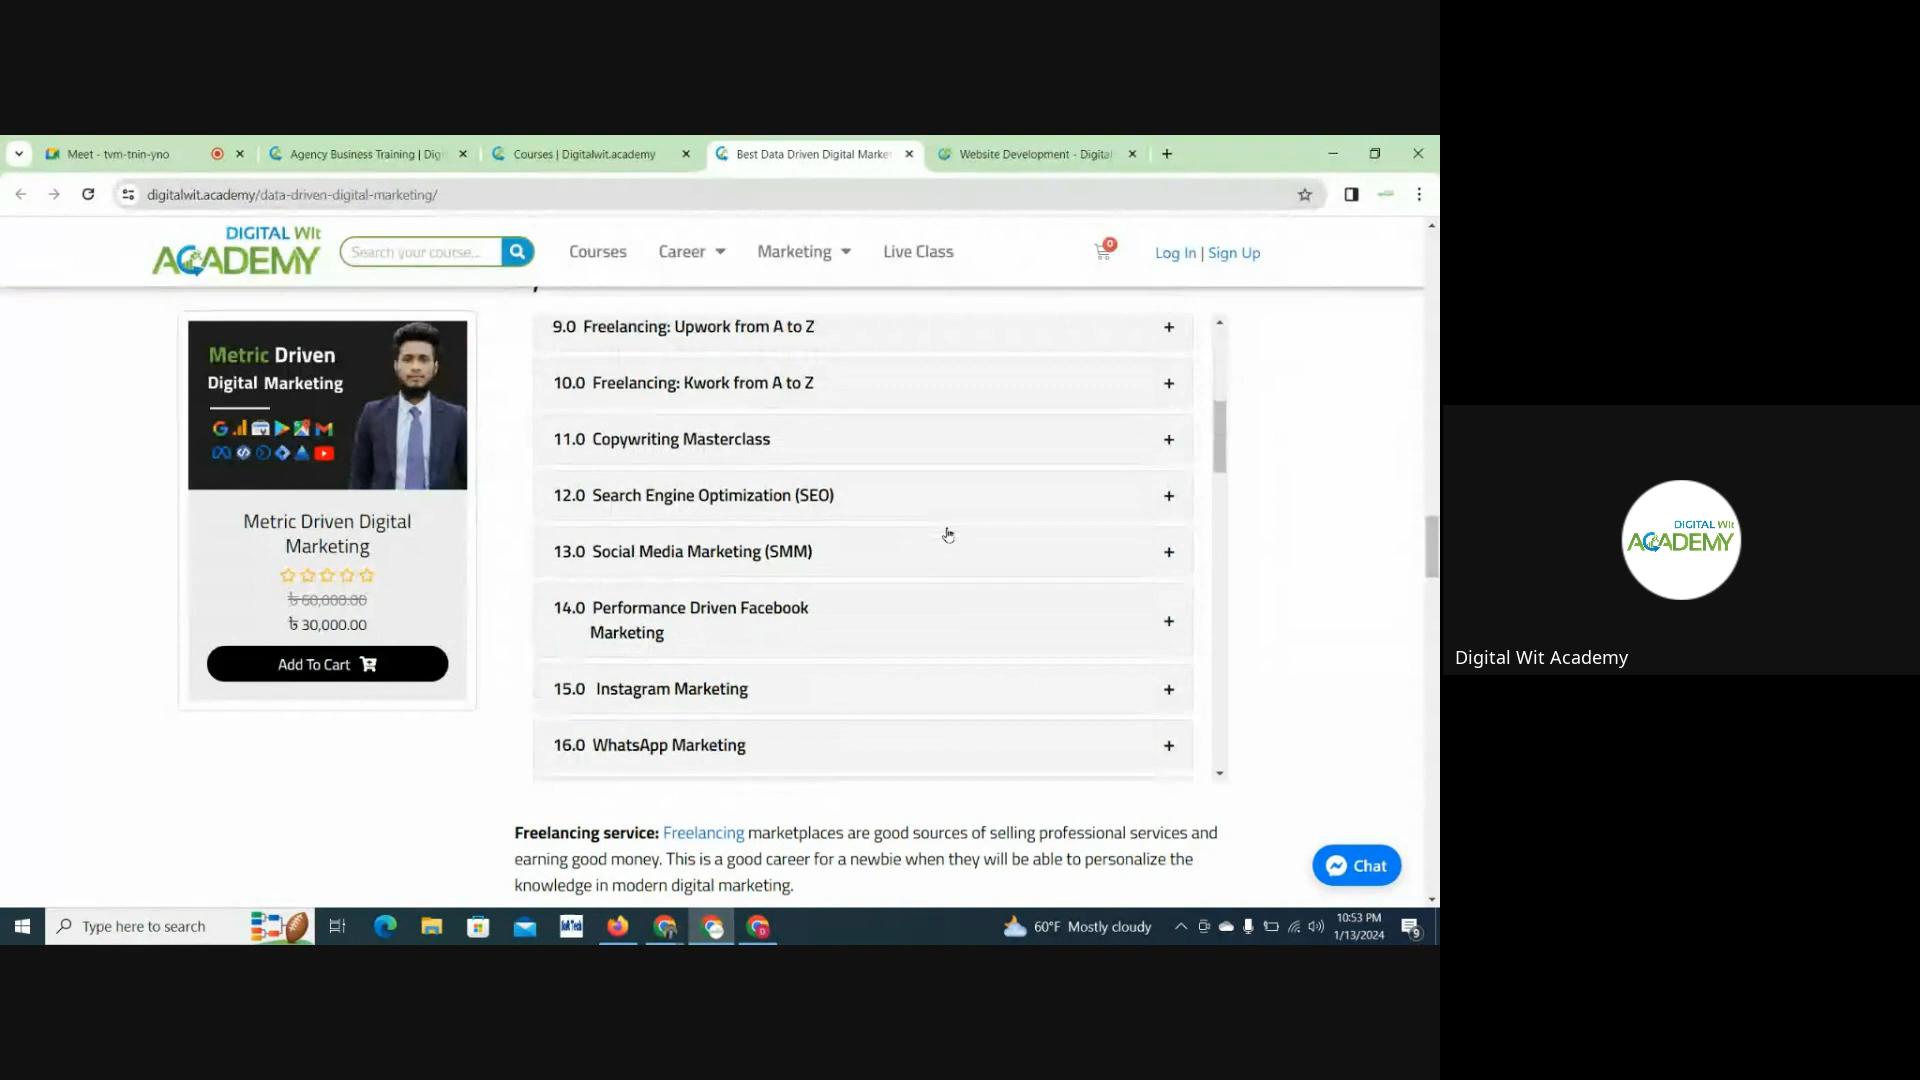 Meet - tvm-tnin-yno
Agency Business Training | Dig
Courses | Digitalwit.academy
Best Data Driven Digital Marke
Website Development - Digital
digitalwit.academy/data-driven-digital-marketing/
DIGITAL WIt
ACADEMY
Search your course...
Courses
Career
Marketing
Live Class
0
Log In | Sign Up
Metric Driven
Digital Marketing
Metric Driven Digital
Marketing
৳ 60,000.00
৳ 30,000.00
Add To Cart
9.0 Freelancing: Upwork from A to Z
10.0 Freelancing: Kwork from A to Z
11.0 Copywriting Masterclass
12.0 Search Engine Optimization (SEO)
13.0 Social Media Marketing (SMM)
14.0 Performance Driven Facebook
Marketing
15.0 Instagram Marketing
16.0 WhatsApp Marketing
Freelancing service: Freelancing marketplaces are good sources of selling professional services and
earning good money. This is a good career for a newbie when they will be able to personalize the
knowledge in modern digital marketing.
Chat
Type here to search
60°F Mostly cloudy
10:53 PM
1/13/2024
9
DIGITAL WIt
ACADEMY
Digital Wit Academy